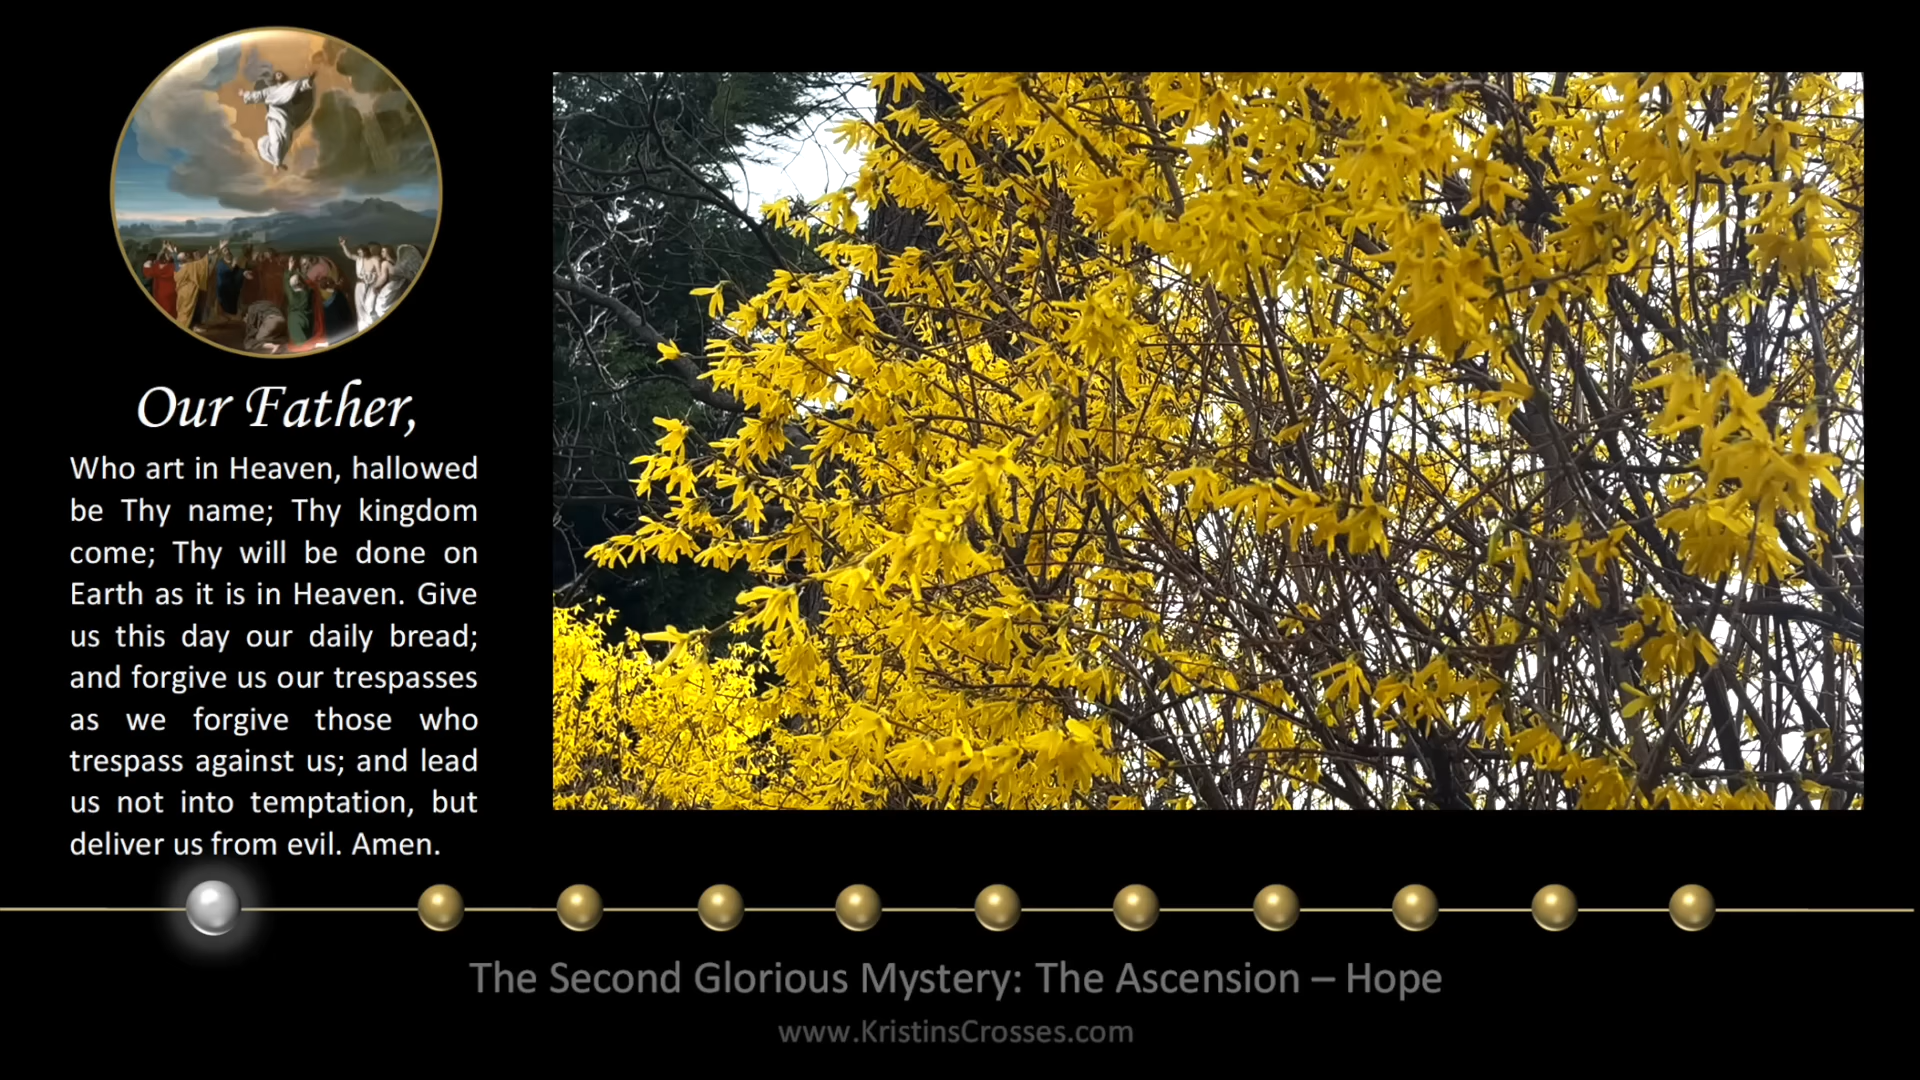 Our Father,
Who art in Heaven, hallowed
be Thy name; Thy kingdom
come; Thy will be done on
Earth as it is in Heaven. Give
us this day our daily bread;
and forgive us our trespasses
as we forgive those who
trespass against us; and lead
us not into temptation, but
deliver us from evil. Amen.
The Second Glorious Mystery: The Ascension – Hope
www.KristinsCrosses.com